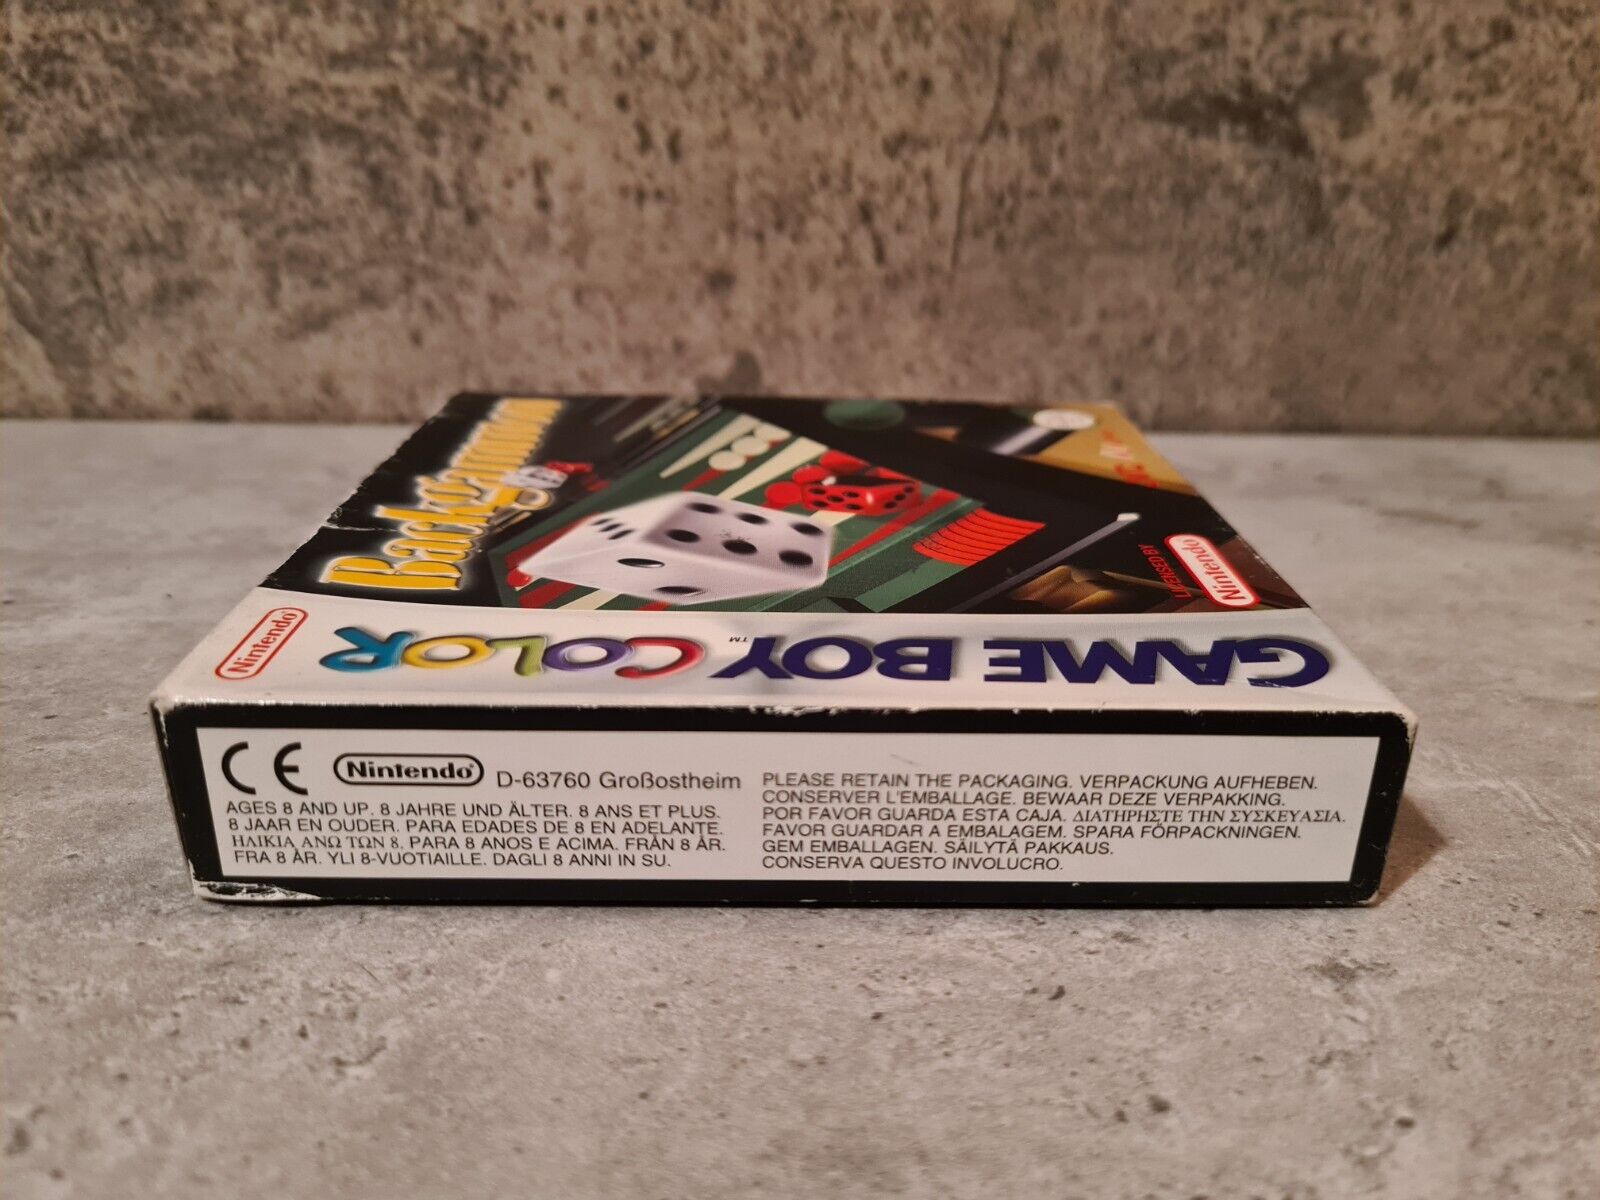 Backgammon
Nintendo
GAME BOY COLOR™
LICENSED BY
Nintendo
CE Nintendo D-63760 Großostheim
AGES 8 AND UP. 8 JAHRE UND ÄLTER. 8 ANS ET PLUS.
8 JAAR EN OUDER. PARA EDADES DE 8 EN ADELANTE.
ΗΛΙΚΙΑ ΑΝΩ ΤΩΝ 8. PARA 8 ANOS E ACIMA. FRÅN 8 ÅR.
FRA 8 ÅR. YLI 8-VUOTIAILLE. DAGLI 8 ANNI IN SU.
PLEASE RETAIN THE PACKAGING. VERPACKUNG AUFHEBEN.
CONSERVER L'EMBALLAGE. BEWAAR DEZE VERPAKKING.
POR FAVOR GUARDA ESTA CAJA. ΔΙΑΤΗΡΗΣΤΕ ΤΗΝ ΣΥΣΚΕΥΑΣΙΑ.
FAVOR GUARDAR A EMBALAGEM. SPARA FÖRPACKNINGEN.
GEM EMBALLAGEN. SÄILYTÄ PAKKAUS.
CONSERVA QUESTO INVOLUCRO.